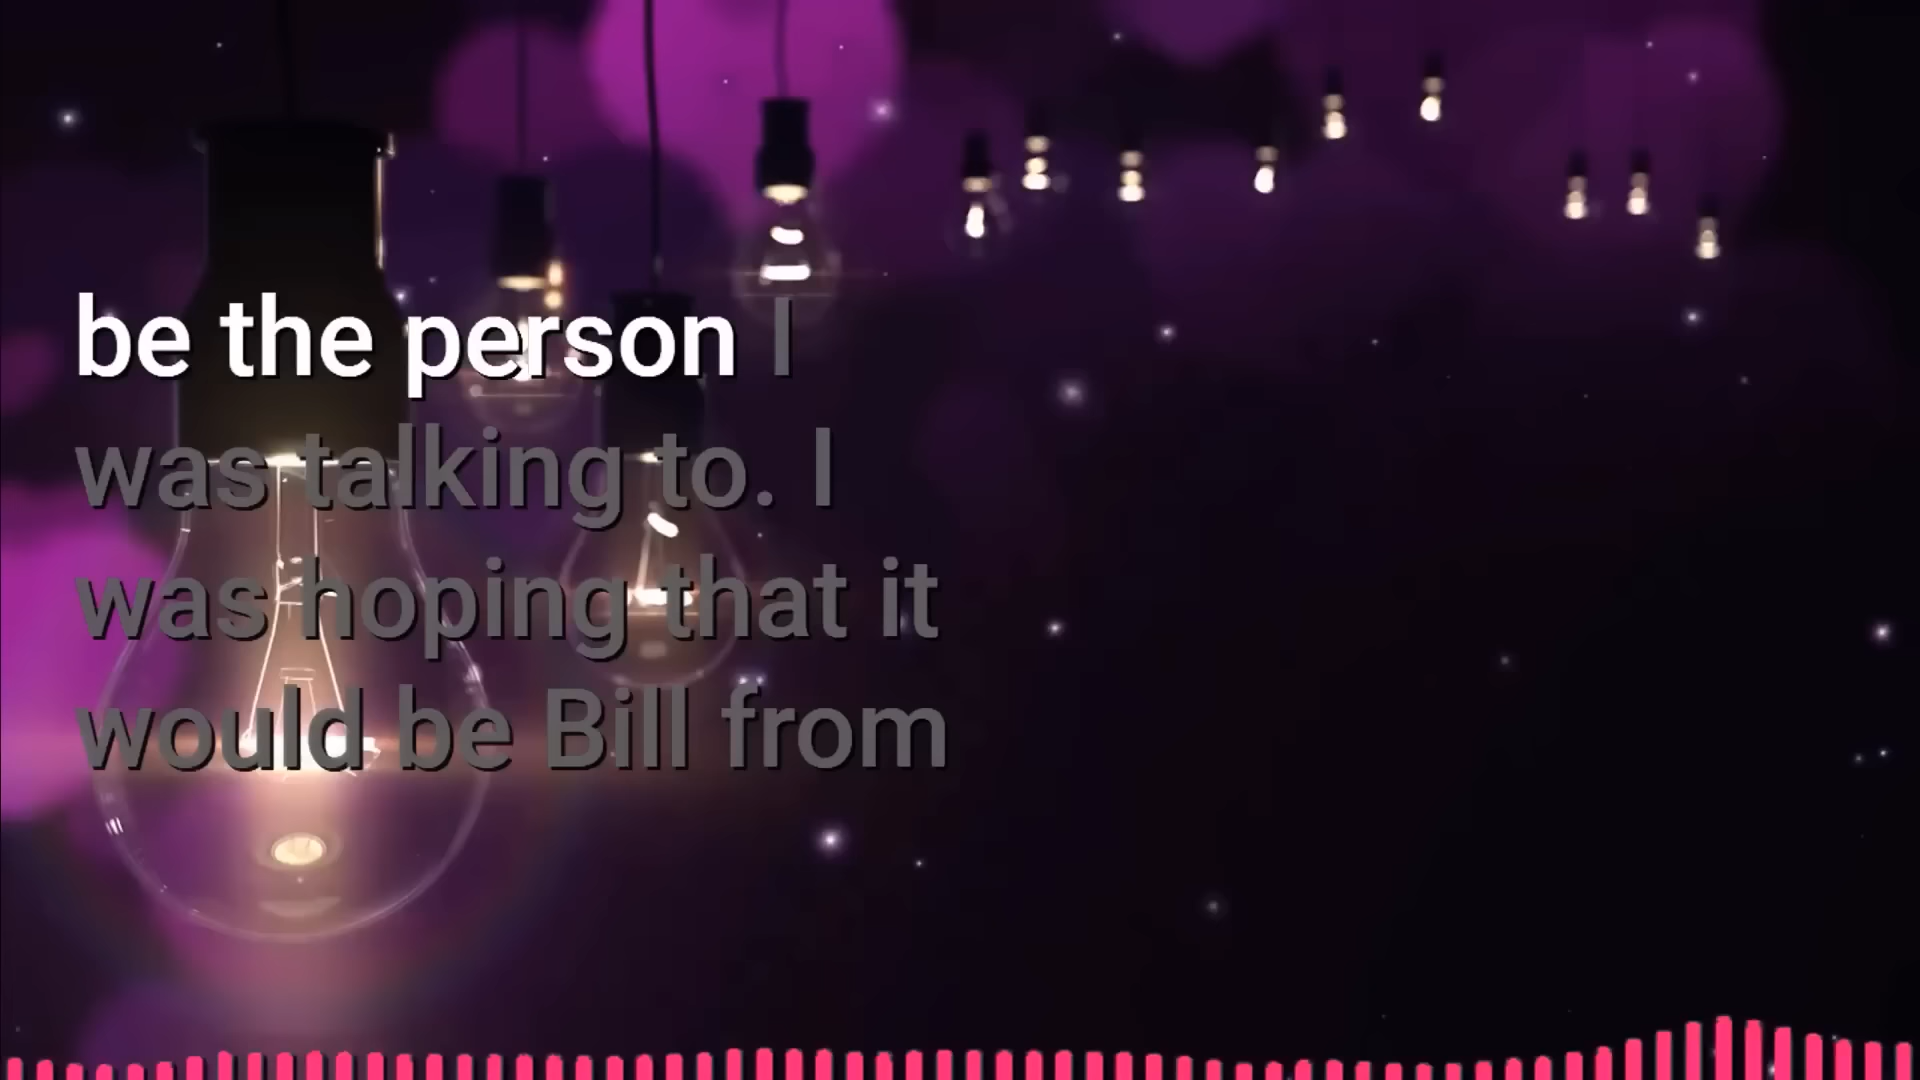 be the person I
was talking to. I
was hoping that it
would be Bill from